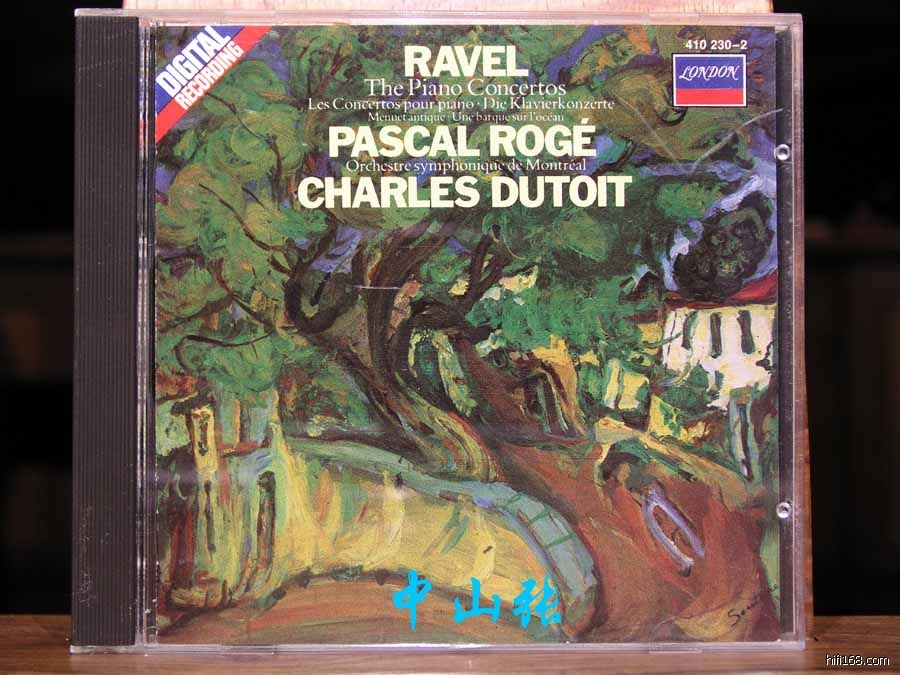 DIGITAL
RECORDING
410 230-2
LONDON
RAVEL
The Piano Concertos
Les Concertos pour piano · Die Klavierkonzerte
Menuet antique · Une barque sur l'océan
PASCAL ROGÉ
Orchestre symphonique de Montréal
CHARLES DUTOIT
中山张
hifi168.com